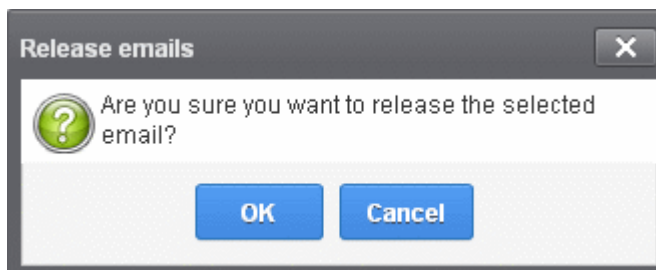 Release emails
Are you sure you want to release the selected
email?
OK Cancel